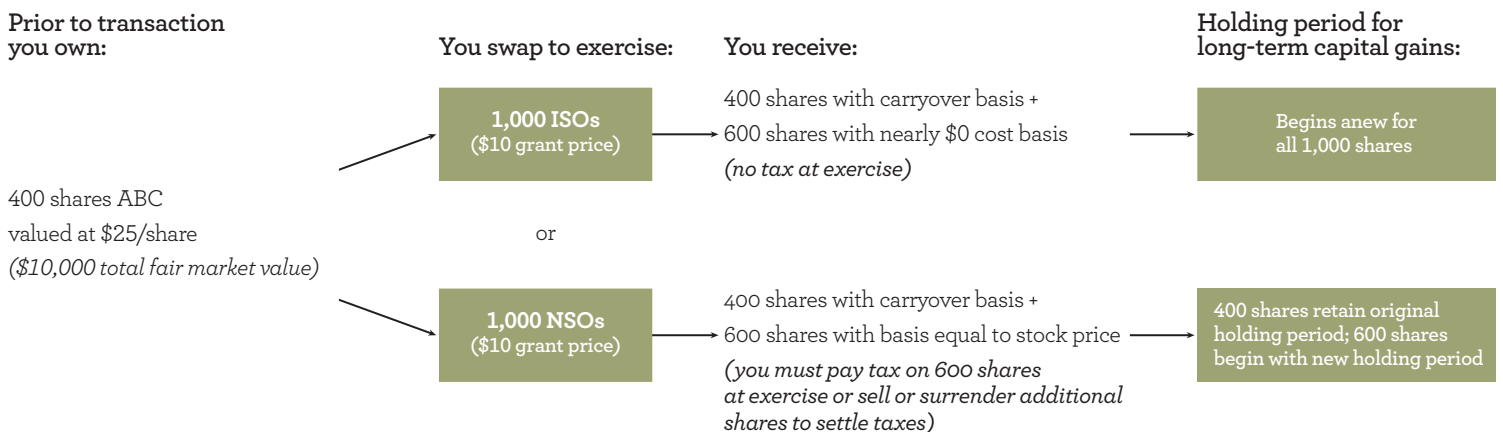 Prior to transaction
you own:
You swap to exercise:
You receive:
Holding period for
long-term capital gains:
400 shares ABC
valued at $25/share
($10,000 total fair market value)
1,000 ISOs
($10 grant price)
400 shares with carryover basis +
600 shares with nearly $0 cost basis
(no tax at exercise)
Begins anew for
all 1,000 shares
or
1,000 NSOs
($10 grant price)
400 shares with carryover basis +
600 shares with basis equal to stock price
(you must pay tax on 600 shares
at exercise or sell or surrender additional
shares to settle taxes)
400 shares retain original
holding period; 600 shares
begin with new holding period